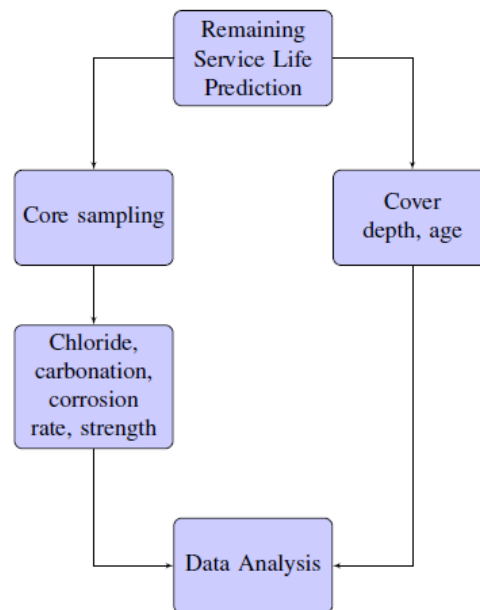 Remaining
Service Life
Prediction
Core sampling
Cover
depth, age
Chloride,
carbonation,
corrosion
rate, strength
Data Analysis